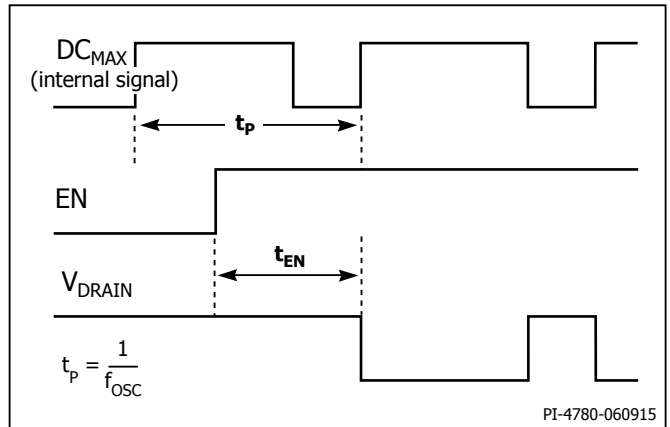 DCMAX
(internal signal)
tP
EN
tEN
VDRAIN
tP = 1
fOSC
PI-4780-060915